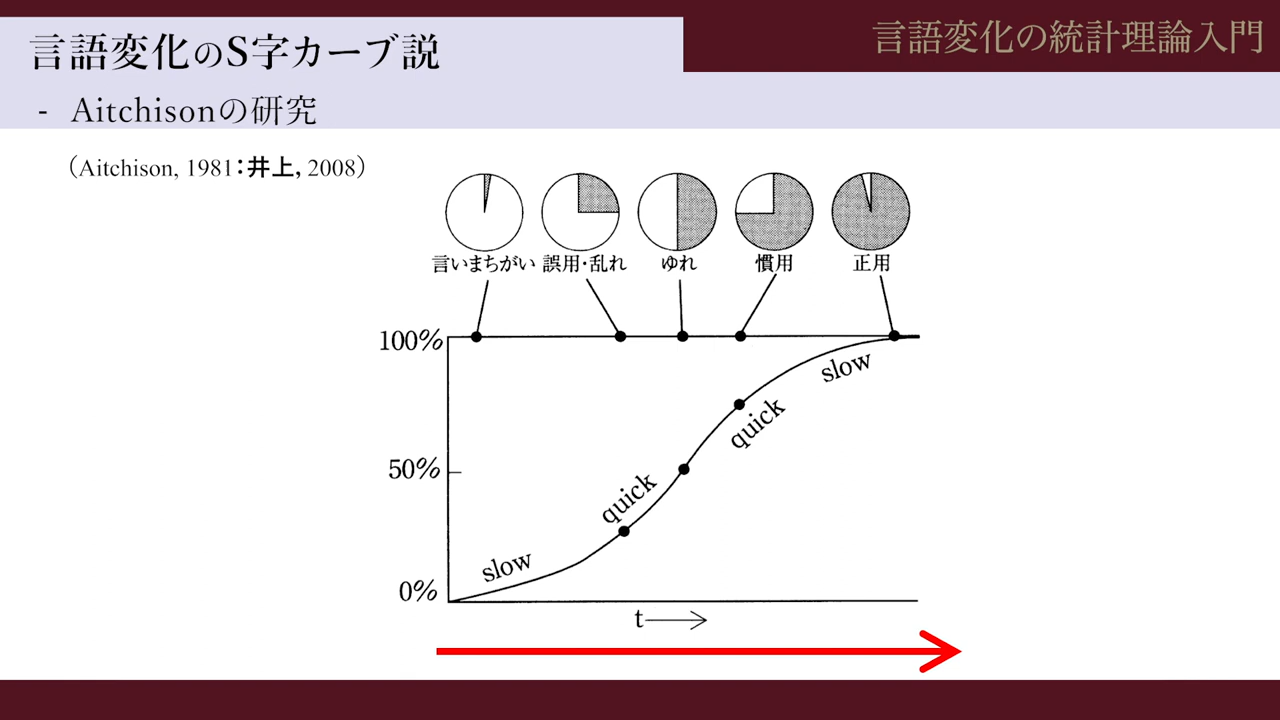 言語変化の統計理論入門
言語変化のS字カーブ説
- Aitchisonの研究
（Aitchison, 1981：井上, 2008）
言いまちがい 誤用・乱れ ゆれ 慣用 正用
100%
slow
quick
50%
quick
slow
0%
t